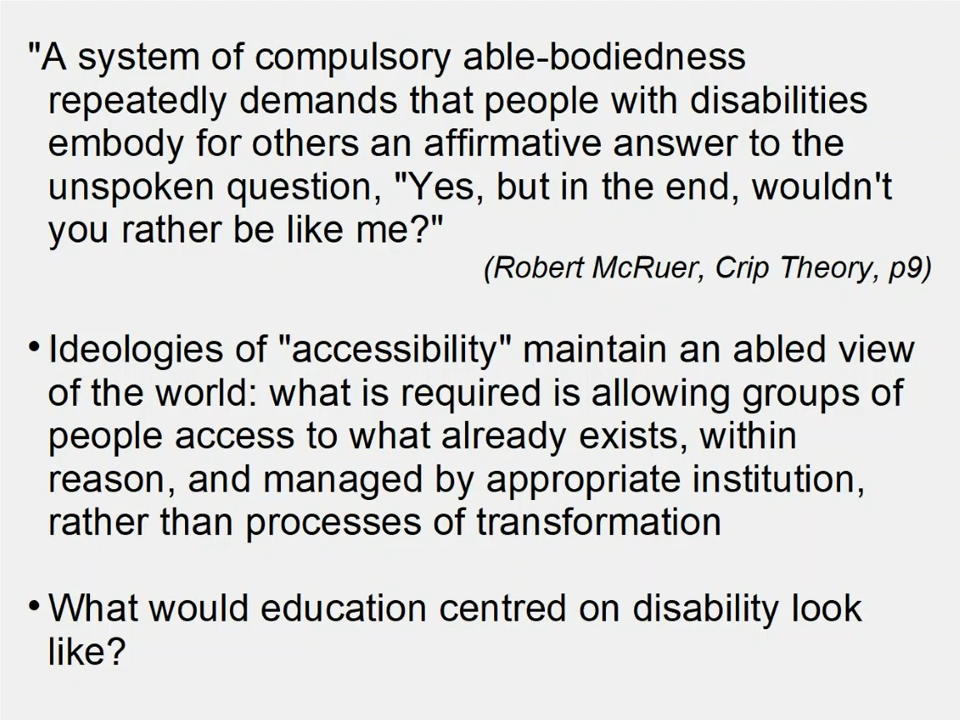 "A system of compulsory able-bodiedness
repeatedly demands that people with disabilities
embody for others an affirmative answer to the
unspoken question, "Yes, but in the end, wouldn't
you rather be like me?"
(Robert McRuer, Crip Theory, p9)
•Ideologies of "accessibility" maintain an abled view
of the world: what is required is allowing groups of
people access to what already exists, within
reason, and managed by appropriate institution,
rather than processes of transformation
•What would education centred on disability look
like?